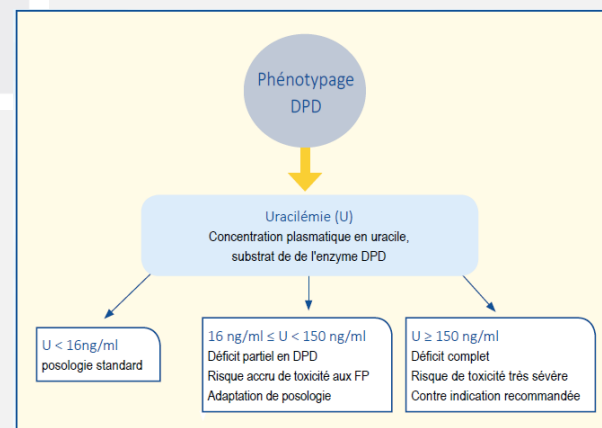 Phénotypage
DPD
Uracilémie (U)
Concentration plasmatique en uracile,
substrat de de l'enzyme DPD
U < 16ng/ml
posologie standard
16 ng/ml ≤ U < 150 ng/ml
Déficit partiel en DPD
Risque accru de toxicité aux FP
Adaptation de posologie
U ≥ 150 ng/ml
Déficit complet
Risque de toxicité très sévère
Contre indication recommandée